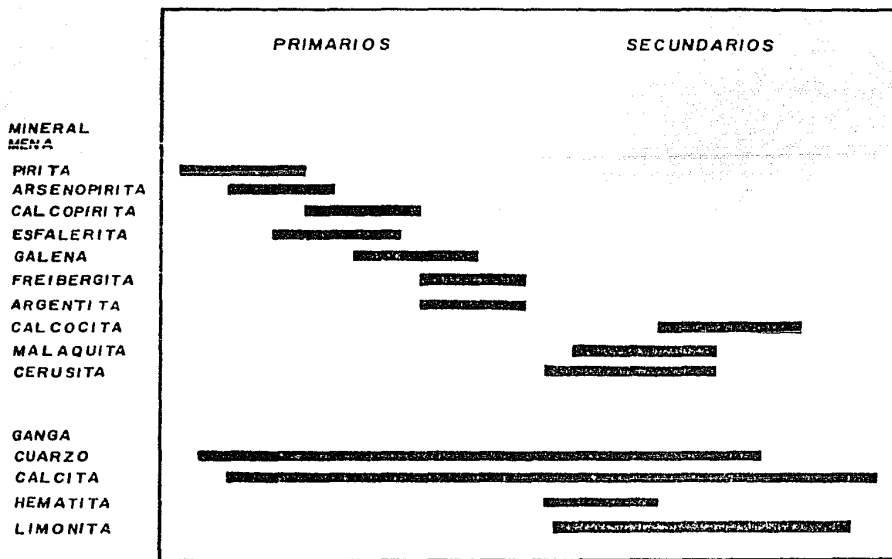 PRIMARIOS SECUNDARIOS
MINERAL
MENA
PIRITA
ARSENOPIRITA
CALCOPIRITA
ESFALERITA
GALENA
FREIBERGITA
ARGENTITA
CALCOCITA
MALAQUITA
CERUSITA
GANGA
CUARZO
CALCITA
HEMATITA
LIMONITA